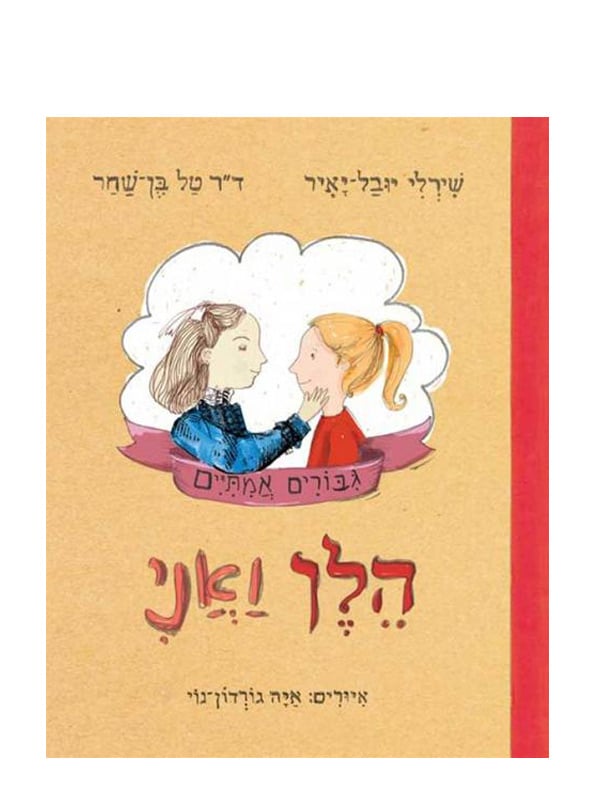 שִׁירְלִי יוּבַל-יָאִיר ד"ר טַל בֶּן-שַׁחַר
גִּבּוֹרִים אֲמִתִּיִּים
הֶלֶן וַאֲנִי
אִיּוּרִים: אַיָּה גּוֹרְדוֹן-נוֹי